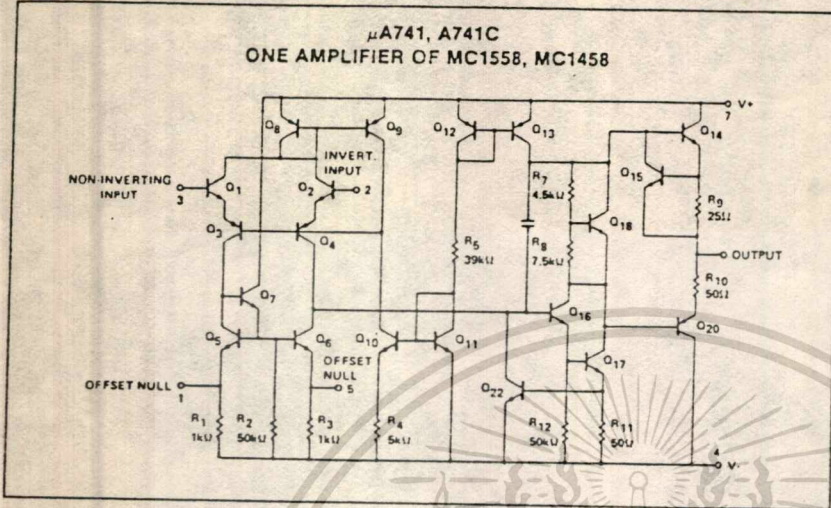 µA741, A741C
ONE AMPLIFIER OF MC1558, MC1458
V+
7
Q8
Q9
Q12
Q13
Q14
NON-INVERTING
INPUT
3
Q1
INVERT.
INPUT
Q2
2
Q15
R7
4.5kΩ
R9
25Ω
Q3
Q4
Q18
R5
39kΩ
R8
7.5kΩ
OUTPUT
R10
50Ω
Q7
Q16
Q5
Q6
Q10
Q11
Q20
OFFSET
NULL
5
Q17
OFFSET NULL
1
Q22
R1
1kΩ
R2
50kΩ
R3
1kΩ
R4
5kΩ
R12
50kΩ
R11
50Ω
4
V-